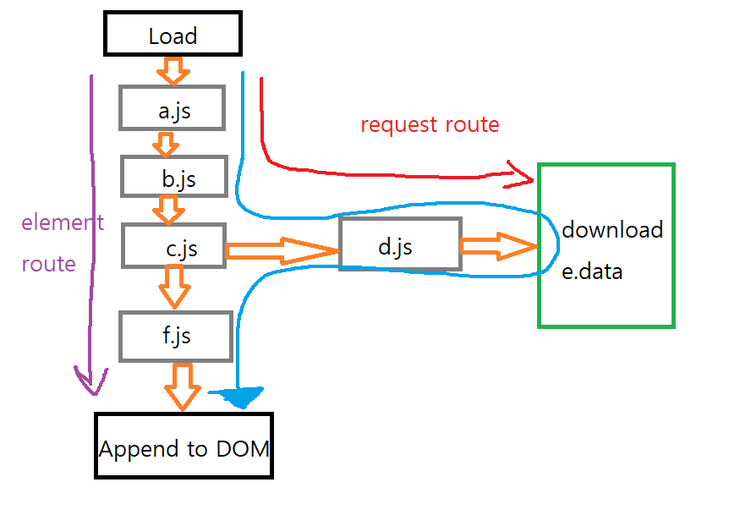 Load
a.js
request route
b.js
element
route
c.js
d.js
download
e.data
f.js
Append to DOM